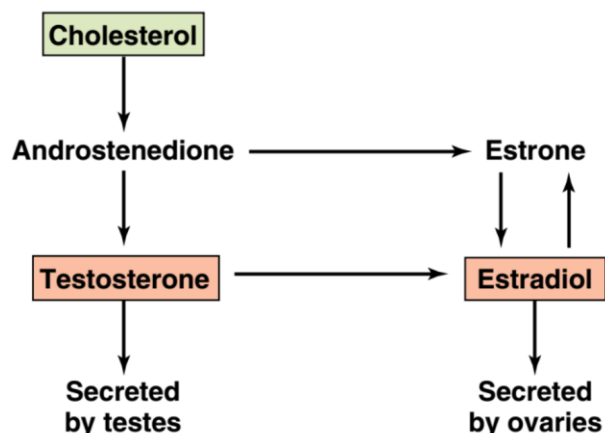 Cholesterol
Androstenedione
Estrone
Testosterone
Estradiol
Secreted
by testes
Secreted
by ovaries